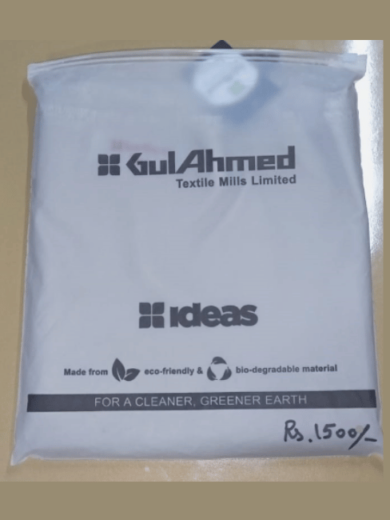 GulAhmed
Textile Mills Limited
ideas
Made from eco-friendly & bio-degradable material
FOR A CLEANER, GREENER EARTH
Rs. 1500/-